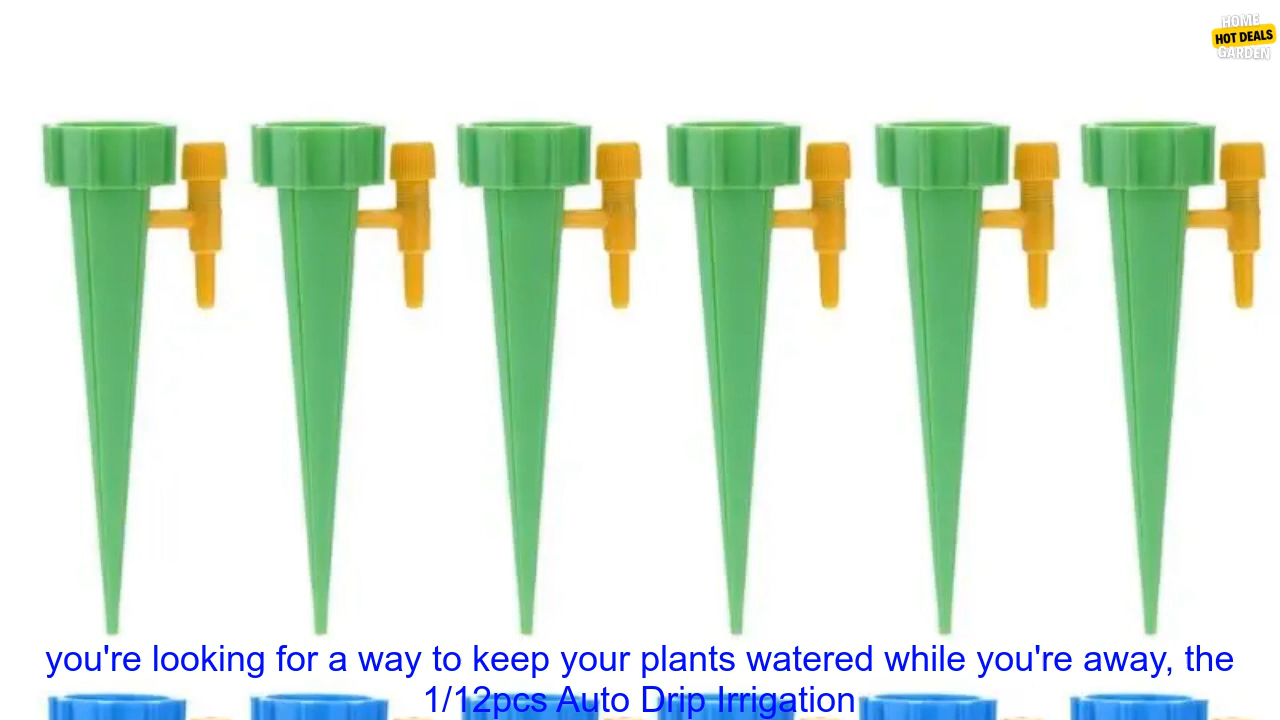 HOME
HOT DEALS
GARDEN
you're looking for a way to keep your plants watered while you're away, the
1/12pcs Auto Drip Irrigation